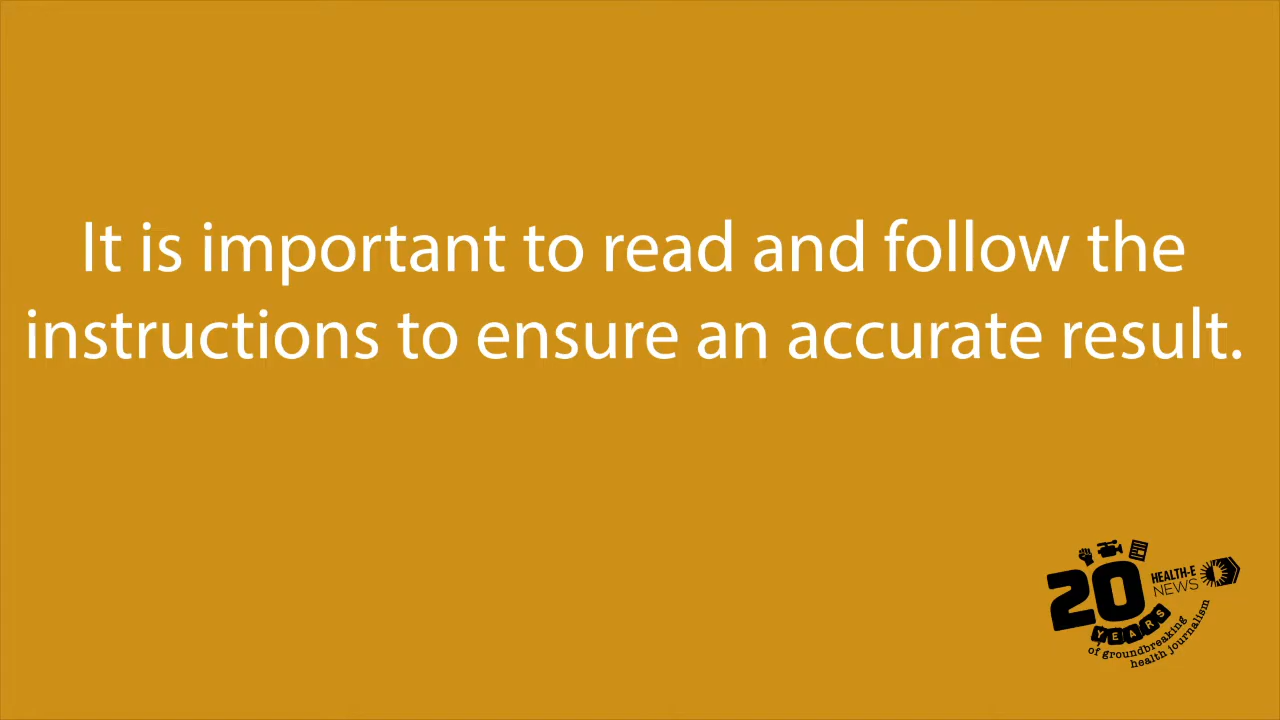 It is important to read and follow the
instructions to ensure an accurate result.
20
HEALTH-E
NEWS
YEARS
of groundbreaking
health journalism